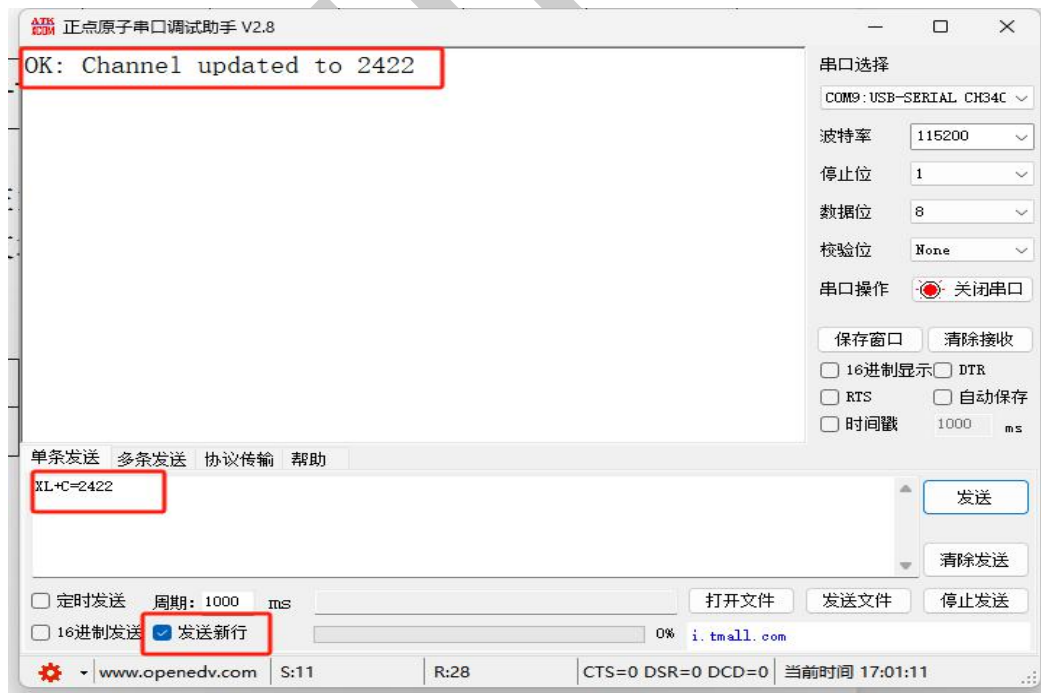 ATK
XCOM 正点原子串口调试助手 V2.8
OK: Channel updated to 2422
串口选择
COM9:USB-SERIAL CH34C
波特率 115200
停止位 1
数据位 8
校验位 None
串口操作 关闭串口
保存窗口 清除接收
16进制显示 DTR
RTS 自动保存
时间戳 1000 ms
单条发送 多条发送 协议传输 帮助
XL+C=2422
发送
清除发送
定时发送 周期: 1000 ms 打开文件 发送文件 停止发送
16进制发送 发送新行 0% i.tmall.com
www.openedv.com S:11 R:28 CTS=0 DSR=0 DCD=0 当前时间 17:01:11